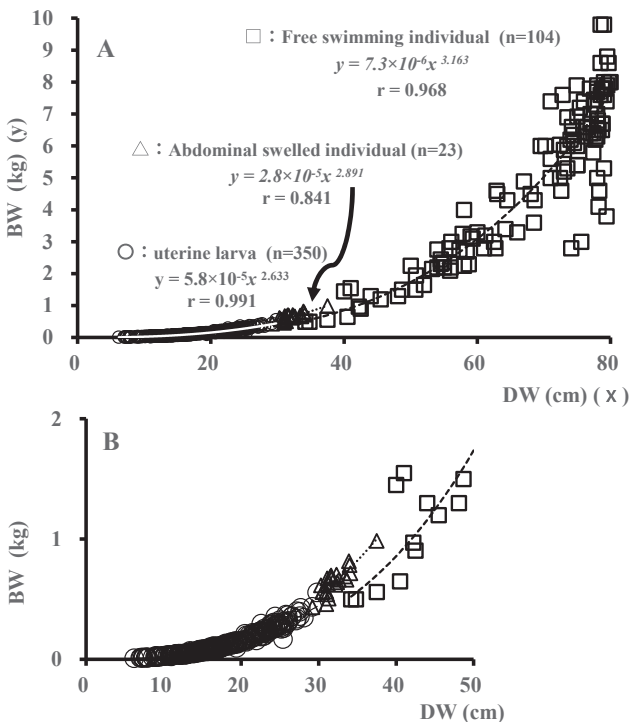 A
□ : Free swimming individual (n=104)
y = 7.3×10-6x 3.163
r = 0.968
△ : Abdominal swelled individual (n=23)
y = 2.8×10-5x 2.891
r = 0.841
○ : uterine larva (n=350)
y = 5.8×10-5x 2.633
r = 0.991
BW (kg) (y)
10
9
8
7
6
5
4
3
2
1
0
0 20 40 60 80
DW (cm) ( x )
B
BW (kg)
2
1
0
0 10 20 30 40 50
DW (cm)